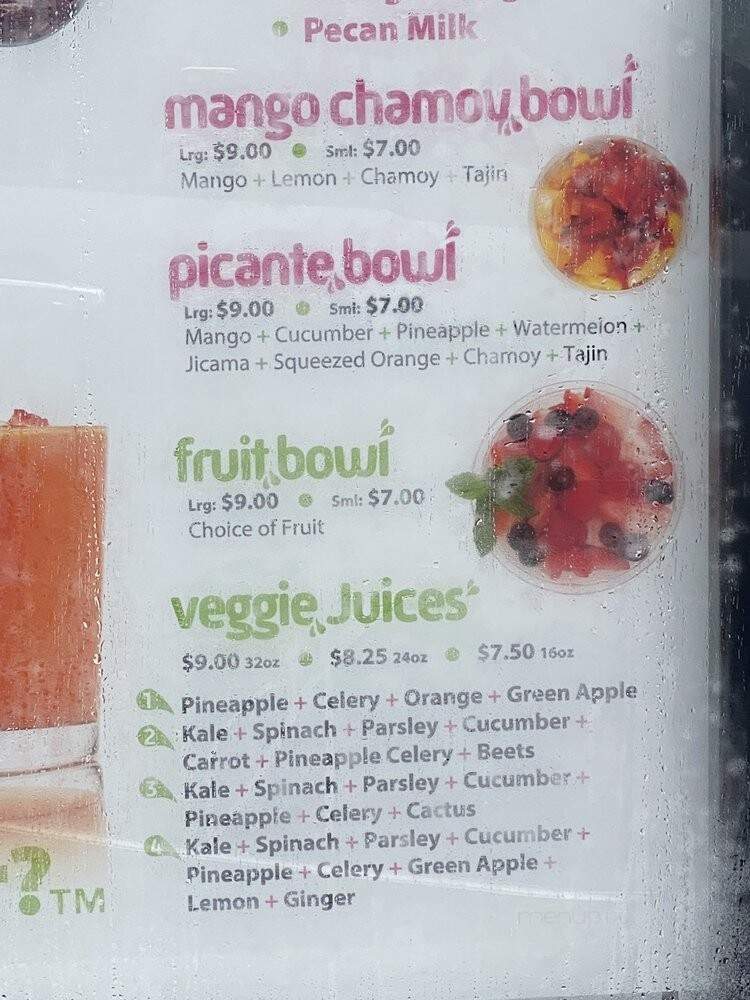 Pecan Milk
mango chamoy bowl
Lrg: $9.00 Sml: $7.00
Mango + Lemon + Chamoy + Tajin
picante bowl
Lrg: $9.00 Sml: $7.00
Mango + Cucumber + Pineapple + Watermelon +
Jicama + Squeezed Orange + Chamoy + Tajin
fruit bowl
Lrg: $9.00 Sml: $7.00
Choice of Fruit
veggie Juices
$9.00 32oz $8.25 24oz $7.50 16oz
1 Pineapple + Celery + Orange + Green Apple
2 Kale + Spinach + Parsley + Cucumber +
Carrot + Pineapple Celery + Beets
3 Kale + Spinach + Parsley + Cucumber +
Pineapple + Celery + Cactus
4 Kale + Spinach + Parsley + Cucumber +
Pineapple + Celery + Green Apple +
Lemon + Ginger
? TM